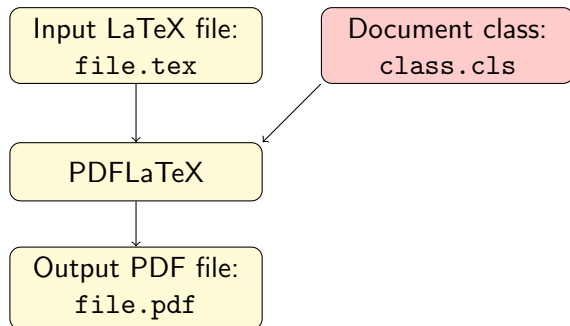 Input LaTeX file:
file.tex
Document class:
class.cls
PDFLaTeX
Output PDF file:
file.pdf